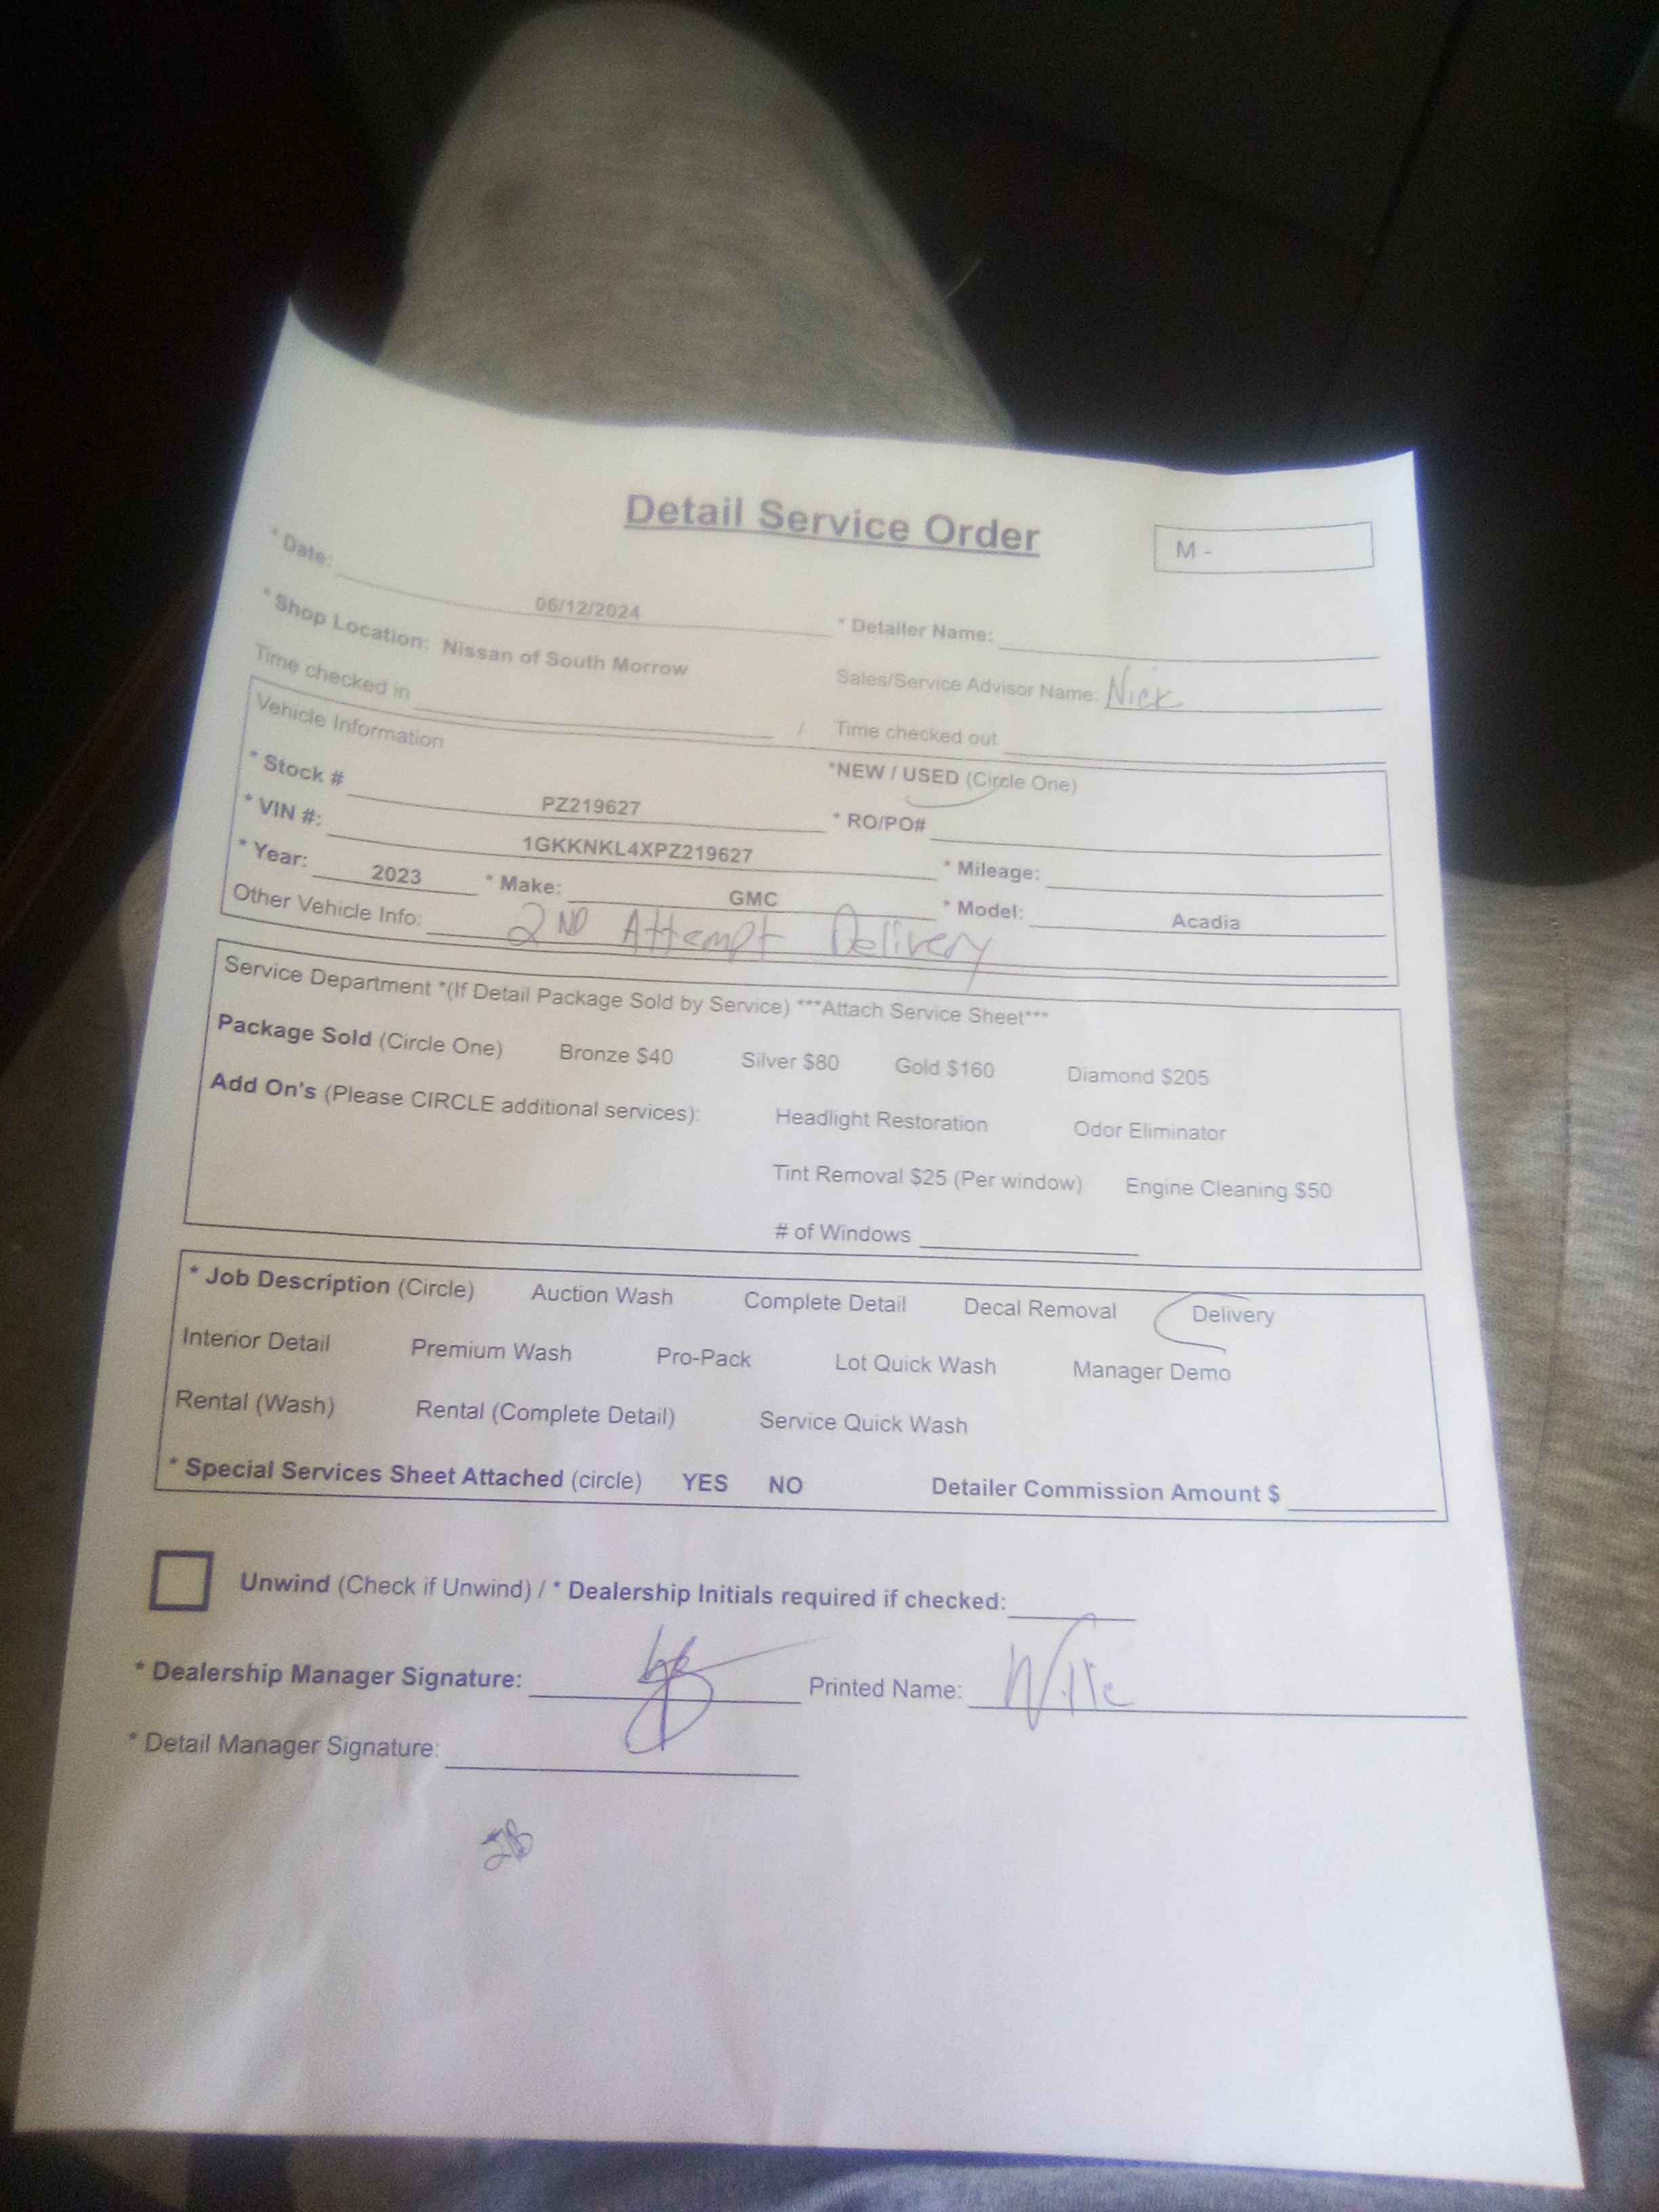 Detail Service Order
M -
* Date: 06/12/2024 * Detailer Name:
* Shop Location: Nissan of South Morrow Sales/Service Advisor Name: Nick
Time checked in / Time checked out
Vehicle Information *NEW / USED (Circle One)
* Stock # PZ219627 * RO/PO#
* VIN #: 1GKKNKL4XPZ219627 * Mileage:
* Year: 2023 * Make: GMC * Model: Acadia
Other Vehicle Info: 2ND Attempt Delivery
Service Department *(If Detail Package Sold by Service) ***Attach Service Sheet***
Package Sold (Circle One) Bronze $40 Silver $80 Gold $160 Diamond $205
Add On's (Please CIRCLE additional services): Headlight Restoration Odor Eliminator
Tint Removal $25 (Per window) Engine Cleaning $50
# of Windows
* Job Description (Circle) Auction Wash Complete Detail Decal Removal Delivery
Interior Detail Premium Wash Pro-Pack Lot Quick Wash Manager Demo
Rental (Wash) Rental (Complete Detail) Service Quick Wash
* Special Services Sheet Attached (circle) YES NO Detailer Commission Amount $
Unwind (Check if Unwind) / * Dealership Initials required if checked:
* Dealership Manager Signature: Printed Name:
* Detail Manager Signature: